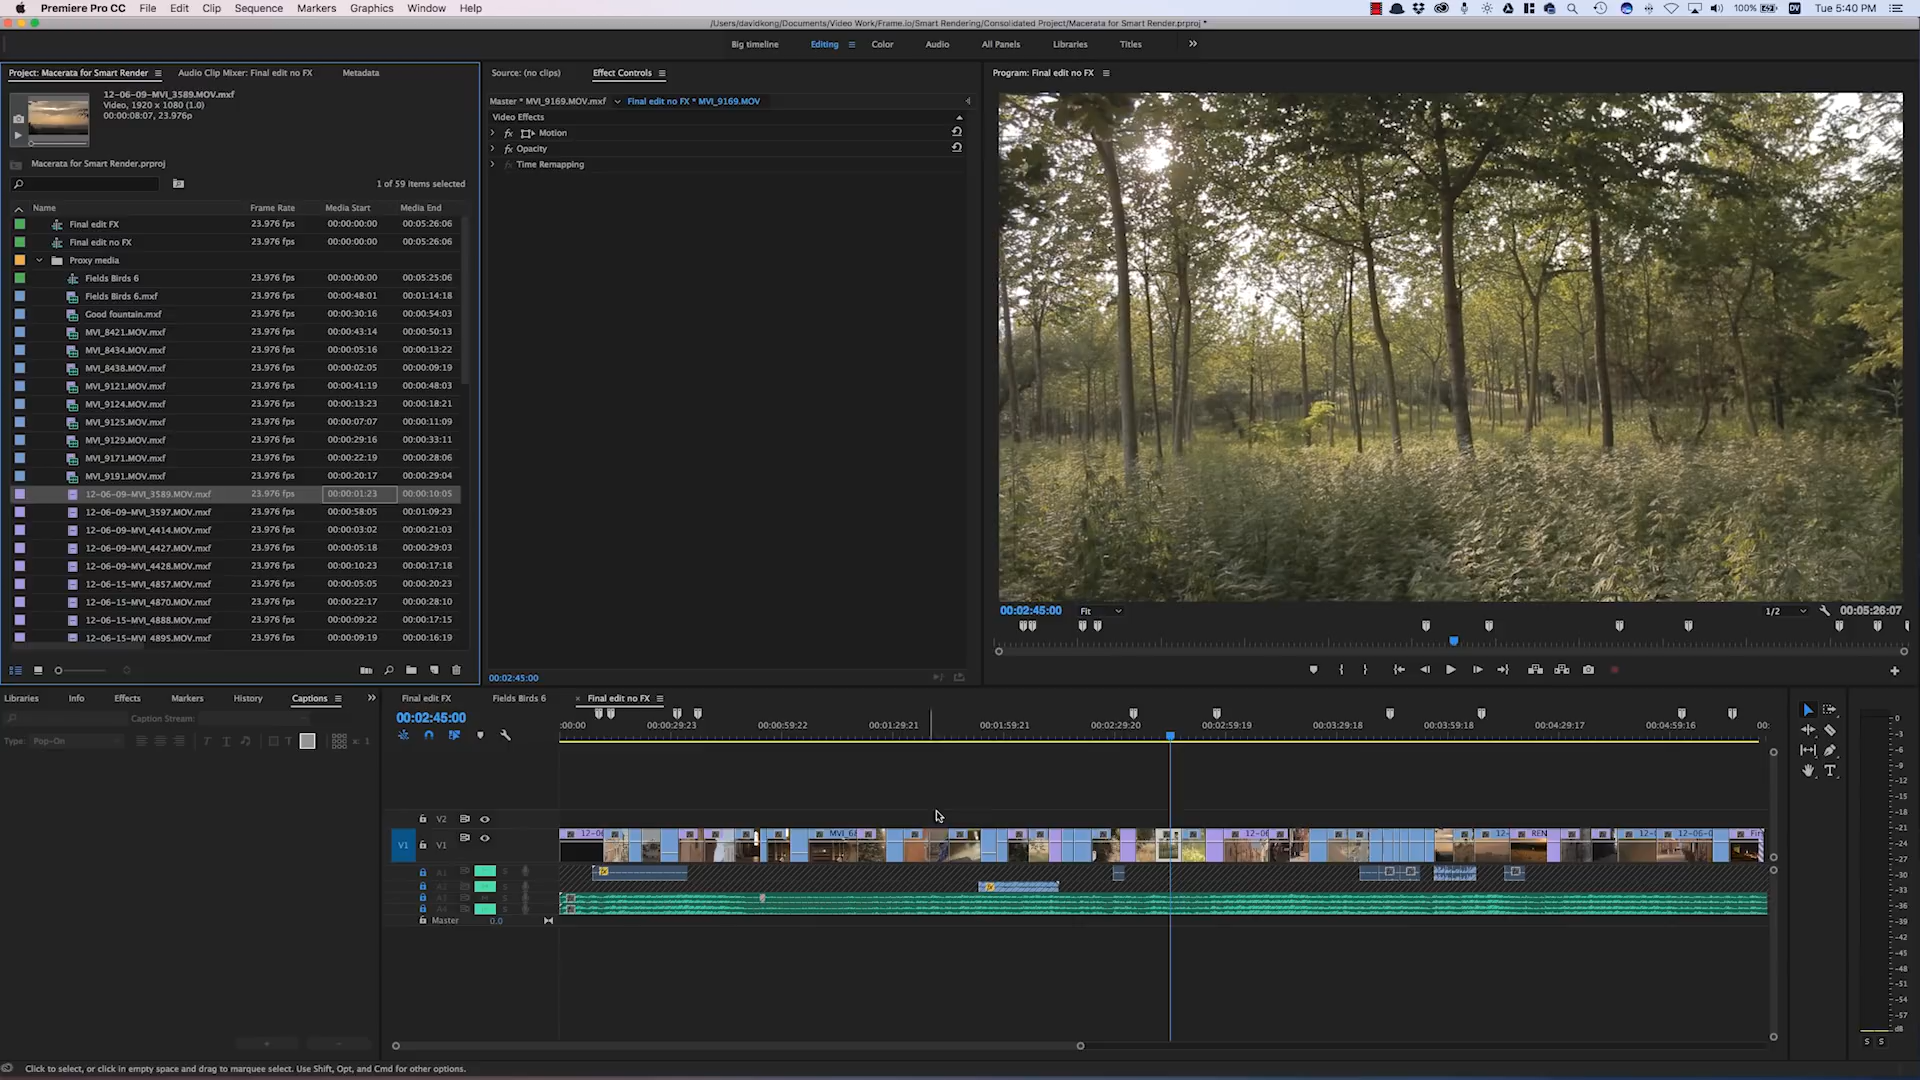 Premiere Pro CC File Edit Clip Sequence Markers Graphics Window Help 100% Tue 5:40 PM
/Users/davidkong/Documents/Video Work/Frame.io/Smart Rendering/Consolidated Project/Macerata for Smart Render.prproj *
Big timeline Editing Color Audio All Panels Libraries Titles
Project: Macerata for Smart Render Audio Clip Mixer: Final edit no FX Metadata
Source: (no clips) Effect Controls
Program: Final edit no FX
12-06-09-MVI_3589.MOV.mxf
Video, 1920 x 1080 (1.0)
00:00:08:07, 23.976p
Macerata for Smart Render.prproj
1 of 59 Items selected
Name Frame Rate Media Start Media End
Final edit FX 23.976 fps 00:00:00:00 00:05:26:06
Final edit no FX 23.976 fps 00:00:00:00 00:05:26:06
Proxy media
Fields Birds 6 23.976 fps 00:00:00:00 00:05:25:06
Fields Birds 6.mxf 23.976 fps 00:00:48:01 00:01:14:18
Good fountain.mxf 23.976 fps 00:00:30:16 00:00:54:03
MVI_8421.MOV.mxf 23.976 fps 00:00:43:14 00:00:50:13
MVI_8434.MOV.mxf 23.976 fps 00:00:05:16 00:00:13:22
MVI_8438.MOV.mxf 23.976 fps 00:00:02:05 00:00:09:19
MVI_9121.MOV.mxf 23.976 fps 00:00:41:19 00:00:48:03
MVI_9124.MOV.mxf 23.976 fps 00:00:13:23 00:00:18:21
MVI_9125.MOV.mxf 23.976 fps 00:00:07:07 00:00:11:09
MVI_9129.MOV.mxf 23.976 fps 00:00:29:16 00:00:33:11
MVI_9171.MOV.mxf 23.976 fps 00:00:22:19 00:00:28:06
MVI_9191.MOV.mxf 23.976 fps 00:00:20:17 00:00:29:04
12-06-09-MVI_3589.MOV.mxf 23.976 fps 00:00:01:23 00:00:10:05
12-06-09-MVI_3597.MOV.mxf 23.976 fps 00:00:58:05 00:01:09:23
12-06-09-MVI_4414.MOV.mxf 23.976 fps 00:00:03:02 00:00:21:03
12-06-09-MVI_4427.MOV.mxf 23.976 fps 00:00:05:18 00:00:29:03
12-06-09-MVI_4428.MOV.mxf 23.976 fps 00:00:10:23 00:00:17:18
12-06-15-MVI_4857.MOV.mxf 23.976 fps 00:00:05:05 00:00:20:23
12-06-15-MVI_4870.MOV.mxf 23.976 fps 00:00:22:17 00:00:28:10
12-06-15-MVI_4888.MOV.mxf 23.976 fps 00:00:09:22 00:00:17:15
12-06-15-MVI_4895.MOV.mxf 23.976 fps 00:00:09:19 00:00:16:19
Master * MVI_9169.MOV.mxf Final edit no FX * MVI_9169.MOV
Video Effects
fx Motion
fx Opacity
fx Time Remapping
00:02:45:00
00:02:45:00 Fit 1/2 00:05:26:07
Libraries Info Effects Markers History Captions
Caption Stream:
Type: Pop-On
Final edit FX Fields Birds 6 Final edit no FX
00:02:45:00
:00:00 00:00:29:23 00:00:59:22 00:01:29:21 00:01:59:21 00:02:29:20 00:02:59:19 00:03:29:18 00:03:59:18 00:04:29:17 00:04:59:16 00:
V2
V1 V1
A1
A2
Master 0.0
0
-3
-6
-9
-12
-15
-18
-21
-24
-27
-30
-33
-36
-39
-42
-45
-48
-51
-54
-57
dB
S S
Click to select, or click in empty space and drag to marquee select. Use Shift, Opt, and Cmd for other options.